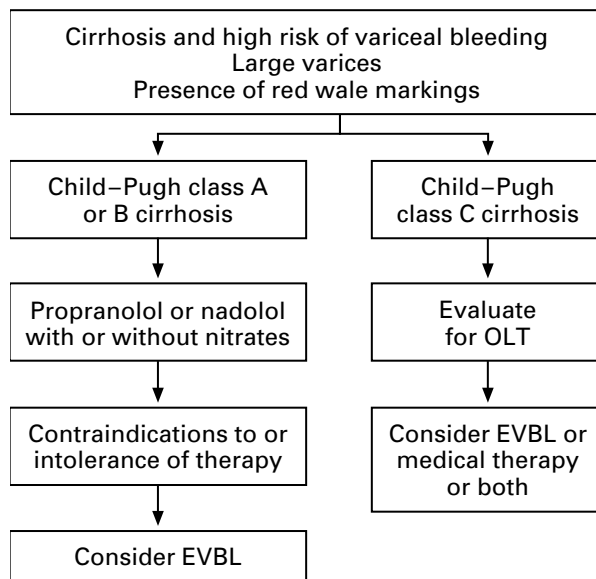 Cirrhosis and high risk of variceal bleeding
Large varices
Presence of red wale markings
Child–Pugh class A
or B cirrhosis
Propranolol or nadolol
with or without nitrates
Contraindications to or
intolerance of therapy
Consider EVBL
Child–Pugh
class C cirrhosis
Evaluate
for OLT
Consider EVBL or
medical therapy
or both